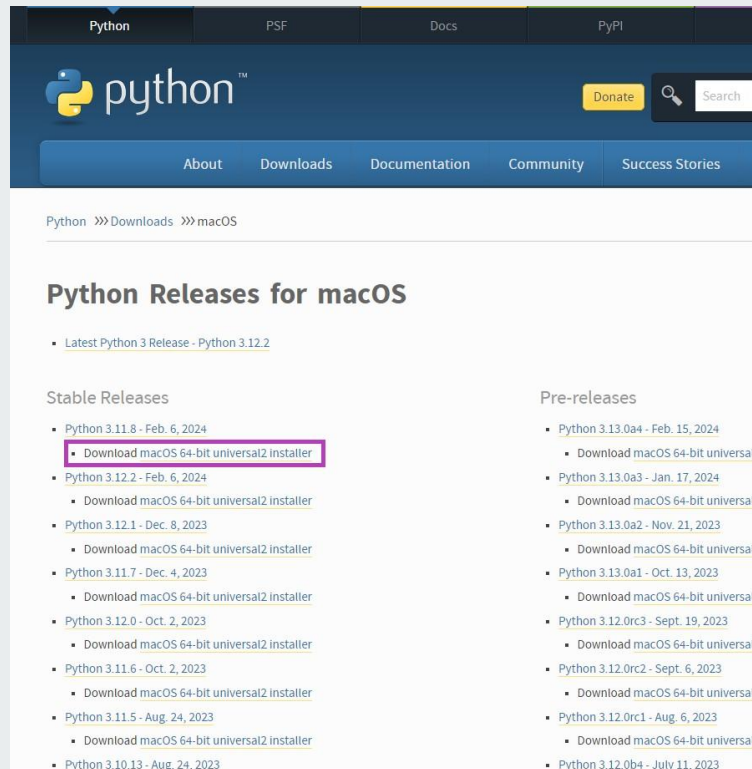 Python PSF Docs PyPI
python™
Donate Search
About Downloads Documentation Community Success Stories
Python >>> Downloads >>> macOS
Python Releases for macOS
Latest Python 3 Release - Python 3.12.2
Stable Releases
Python 3.11.8 - Feb. 6, 2024
Download macOS 64-bit universal2 installer
Python 3.12.2 - Feb. 6, 2024
Download macOS 64-bit universal2 installer
Python 3.12.1 - Dec. 8, 2023
Download macOS 64-bit universal2 installer
Python 3.11.7 - Dec. 4, 2023
Download macOS 64-bit universal2 installer
Python 3.12.0 - Oct. 2, 2023
Download macOS 64-bit universal2 installer
Python 3.11.6 - Oct. 2, 2023
Download macOS 64-bit universal2 installer
Python 3.11.5 - Aug. 24, 2023
Download macOS 64-bit universal2 installer
Python 3.10.13 - Aug. 24, 2023
Pre-releases
Python 3.13.0a4 - Feb. 15, 2024
Download macOS 64-bit universal
Python 3.13.0a3 - Jan. 17, 2024
Download macOS 64-bit universal
Python 3.13.0a2 - Nov. 21, 2023
Download macOS 64-bit universal
Python 3.13.0a1 - Oct. 13, 2023
Download macOS 64-bit universal
Python 3.12.0rc3 - Sept. 19, 2023
Download macOS 64-bit universal
Python 3.12.0rc2 - Sept. 6, 2023
Download macOS 64-bit universal
Python 3.12.0rc1 - Aug. 6, 2023
Download macOS 64-bit universal
Python 3.12.0b4 - July 11, 2023